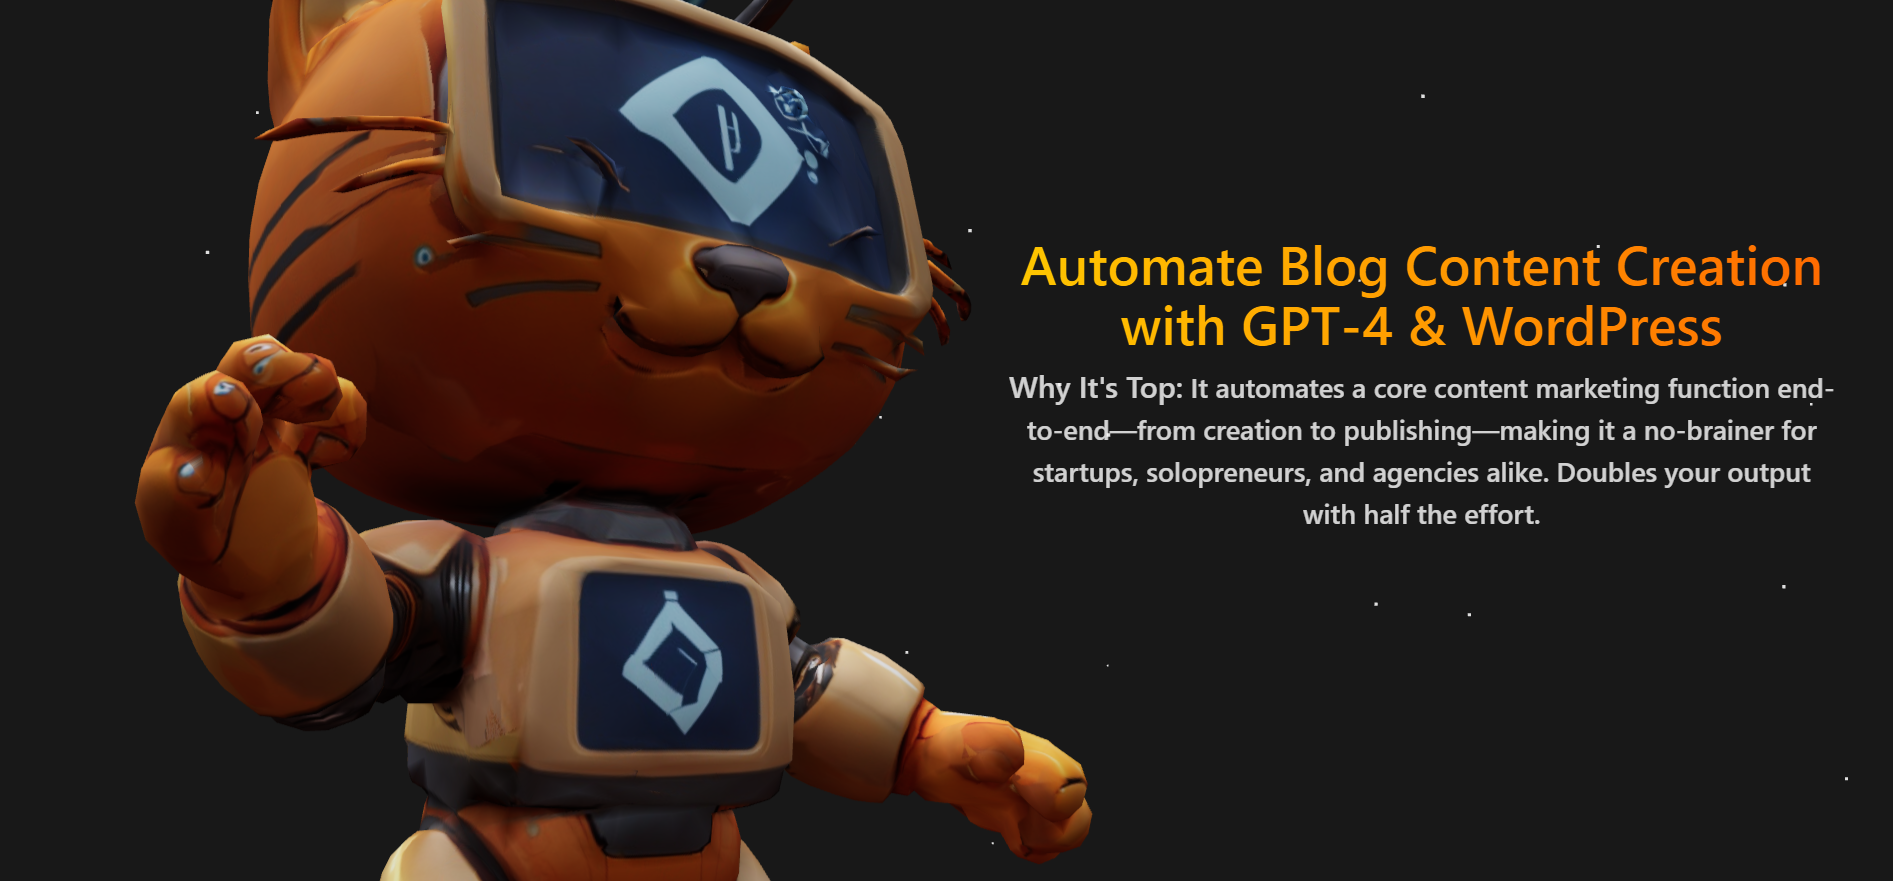 Automate Blog Content Creation
with GPT-4 & WordPress
Why It's Top: It automates a core content marketing function end-
to-end—from creation to publishing—making it a no-brainer for
startups, solopreneurs, and agencies alike. Doubles your output
with half the effort.